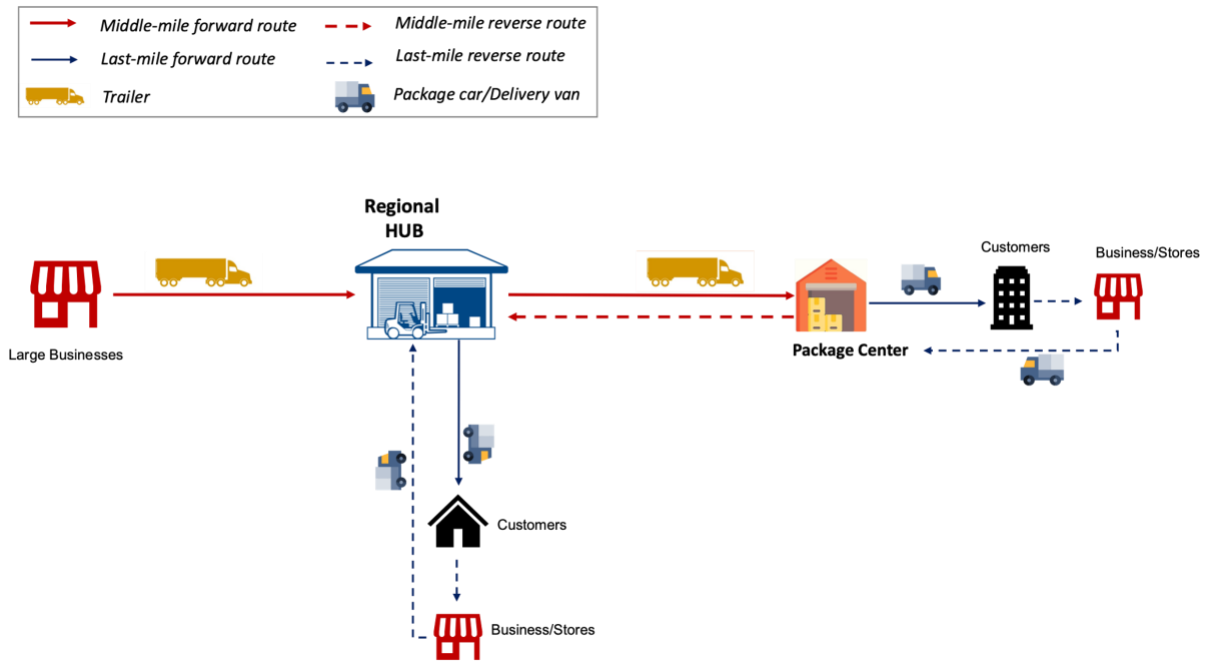 Middle-mile forward route
Middle-mile reverse route
Last-mile forward route
Last-mile reverse route
Trailer
Package car/Delivery van
Regional
HUB
Customers
Business/Stores
Large Businesses
Package Center
Customers
Business/Stores